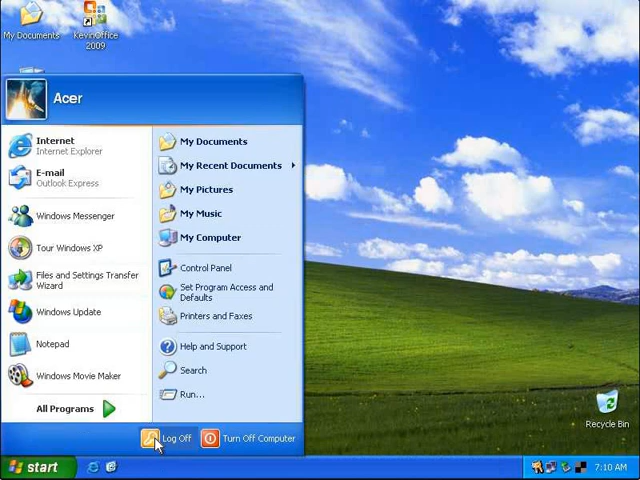 My Documents
KevinOffice
2009
Acer
Internet
Internet Explorer
E-mail
Outlook Express
Windows Messenger
Tour Windows XP
Files and Settings Transfer
Wizard
Windows Update
Notepad
Windows Movie Maker
All Programs
My Documents
My Recent Documents
My Pictures
My Music
My Computer
Control Panel
Set Program Access and
Defaults
Printers and Faxes
Help and Support
Search
Run...
Log Off
Turn Off Computer
Recycle Bin
start
7:10 AM